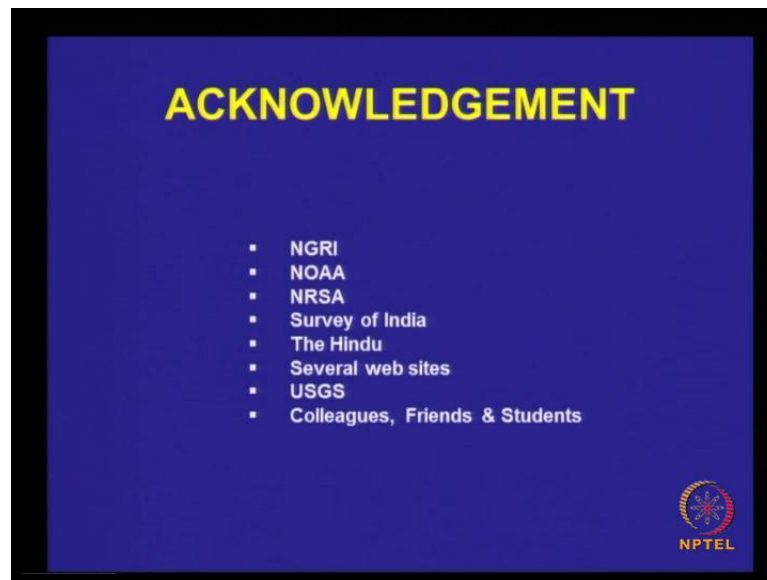 ACKNOWLEDGEMENT
NGRI
NOAA
NRSA
Survey of India
The Hindu
Several web sites
USGS
Colleagues, Friends & Students
NPTEL